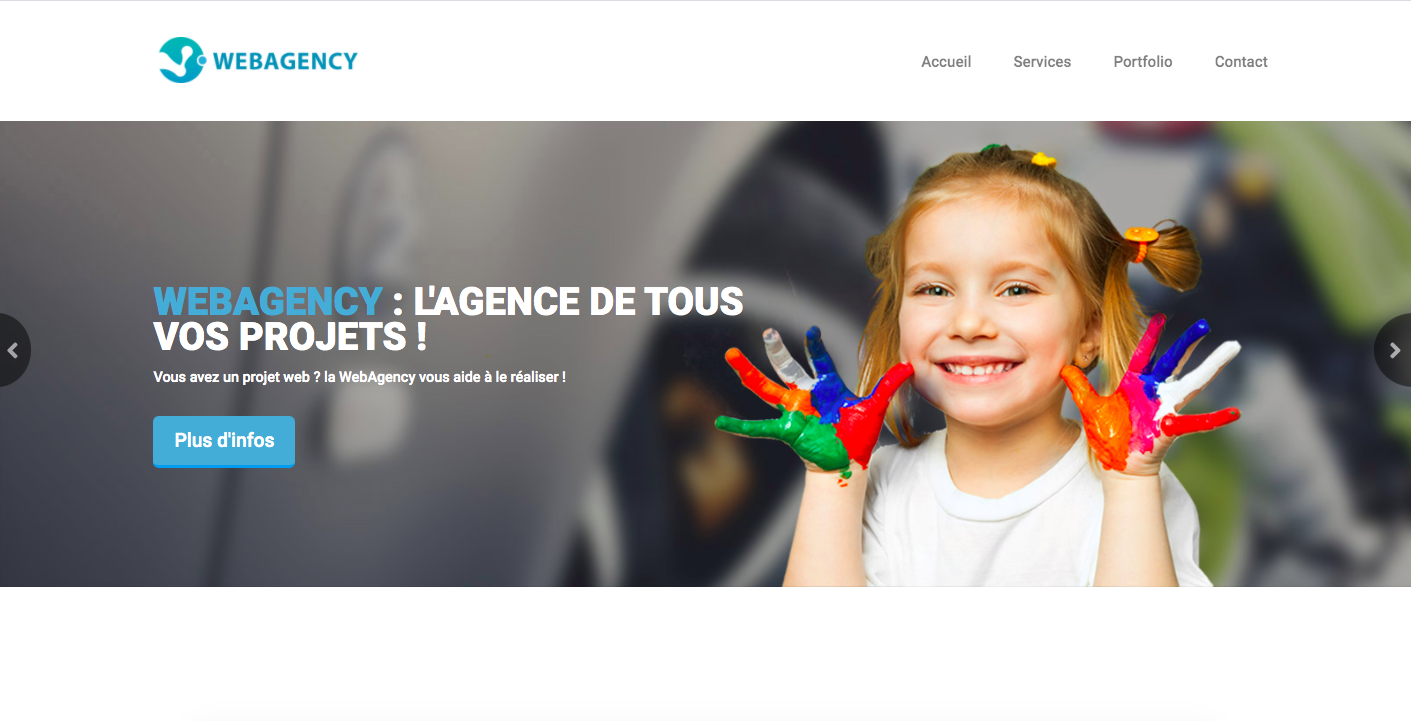 WEBAGENCY
Accueil Services Portfolio Contact
WEBAGENCY : L'AGENCE DE TOUS
VOS PROJETS !
Vous avez un projet web ? la WebAgency vous aide à le réaliser !
Plus d'infos